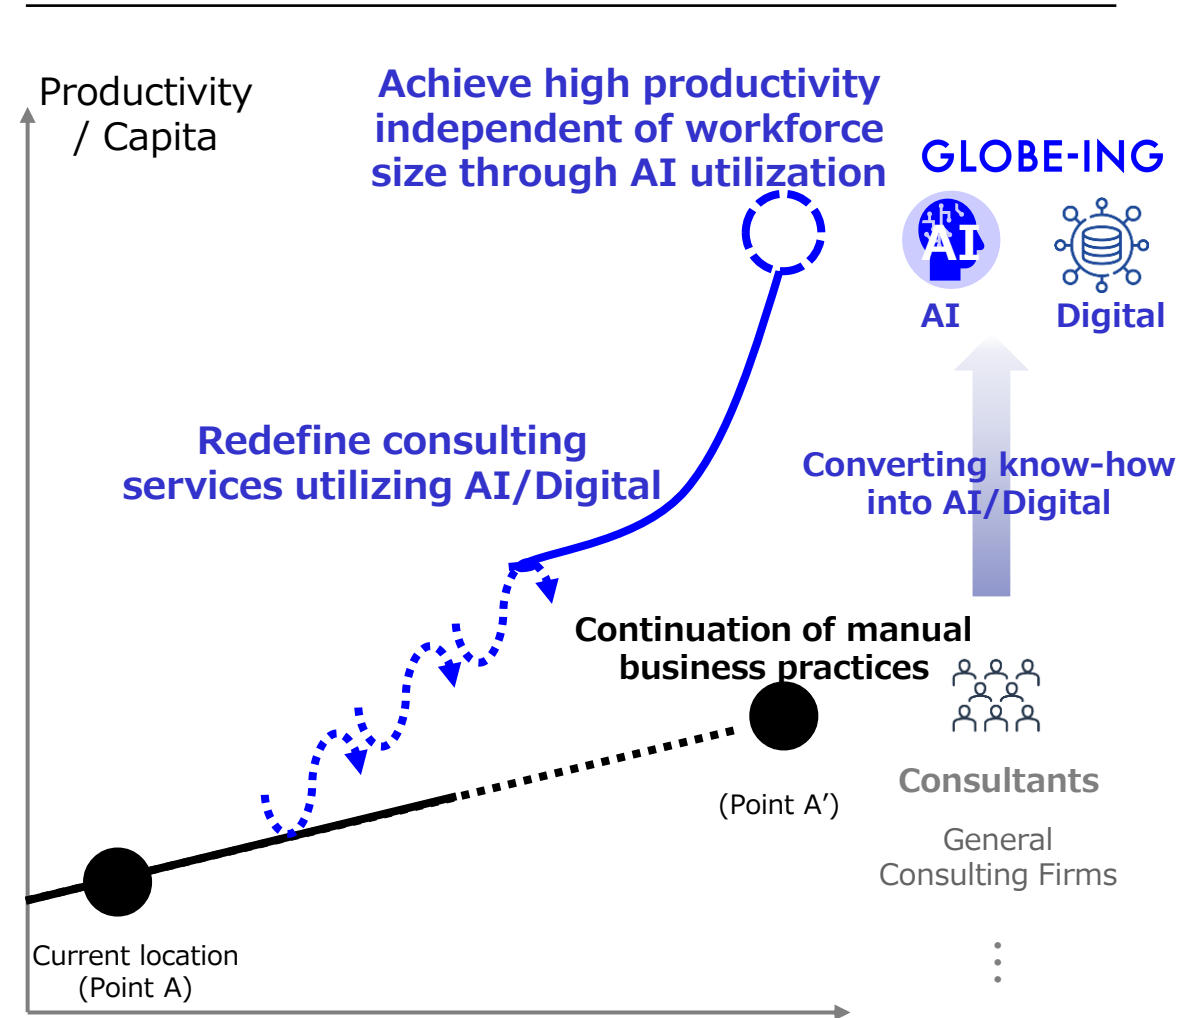 Productivity
/ Capita
Achieve high productivity
independent of workforce
size through AI utilization
GLOBE-ING
AI
AI
Digital
Redefine consulting
services utilizing AI/Digital
Converting know-how
into AI/Digital
Continuation of manual
business practices
(Point A’)
Consultants
General
Consulting Firms
Current location
(Point A)